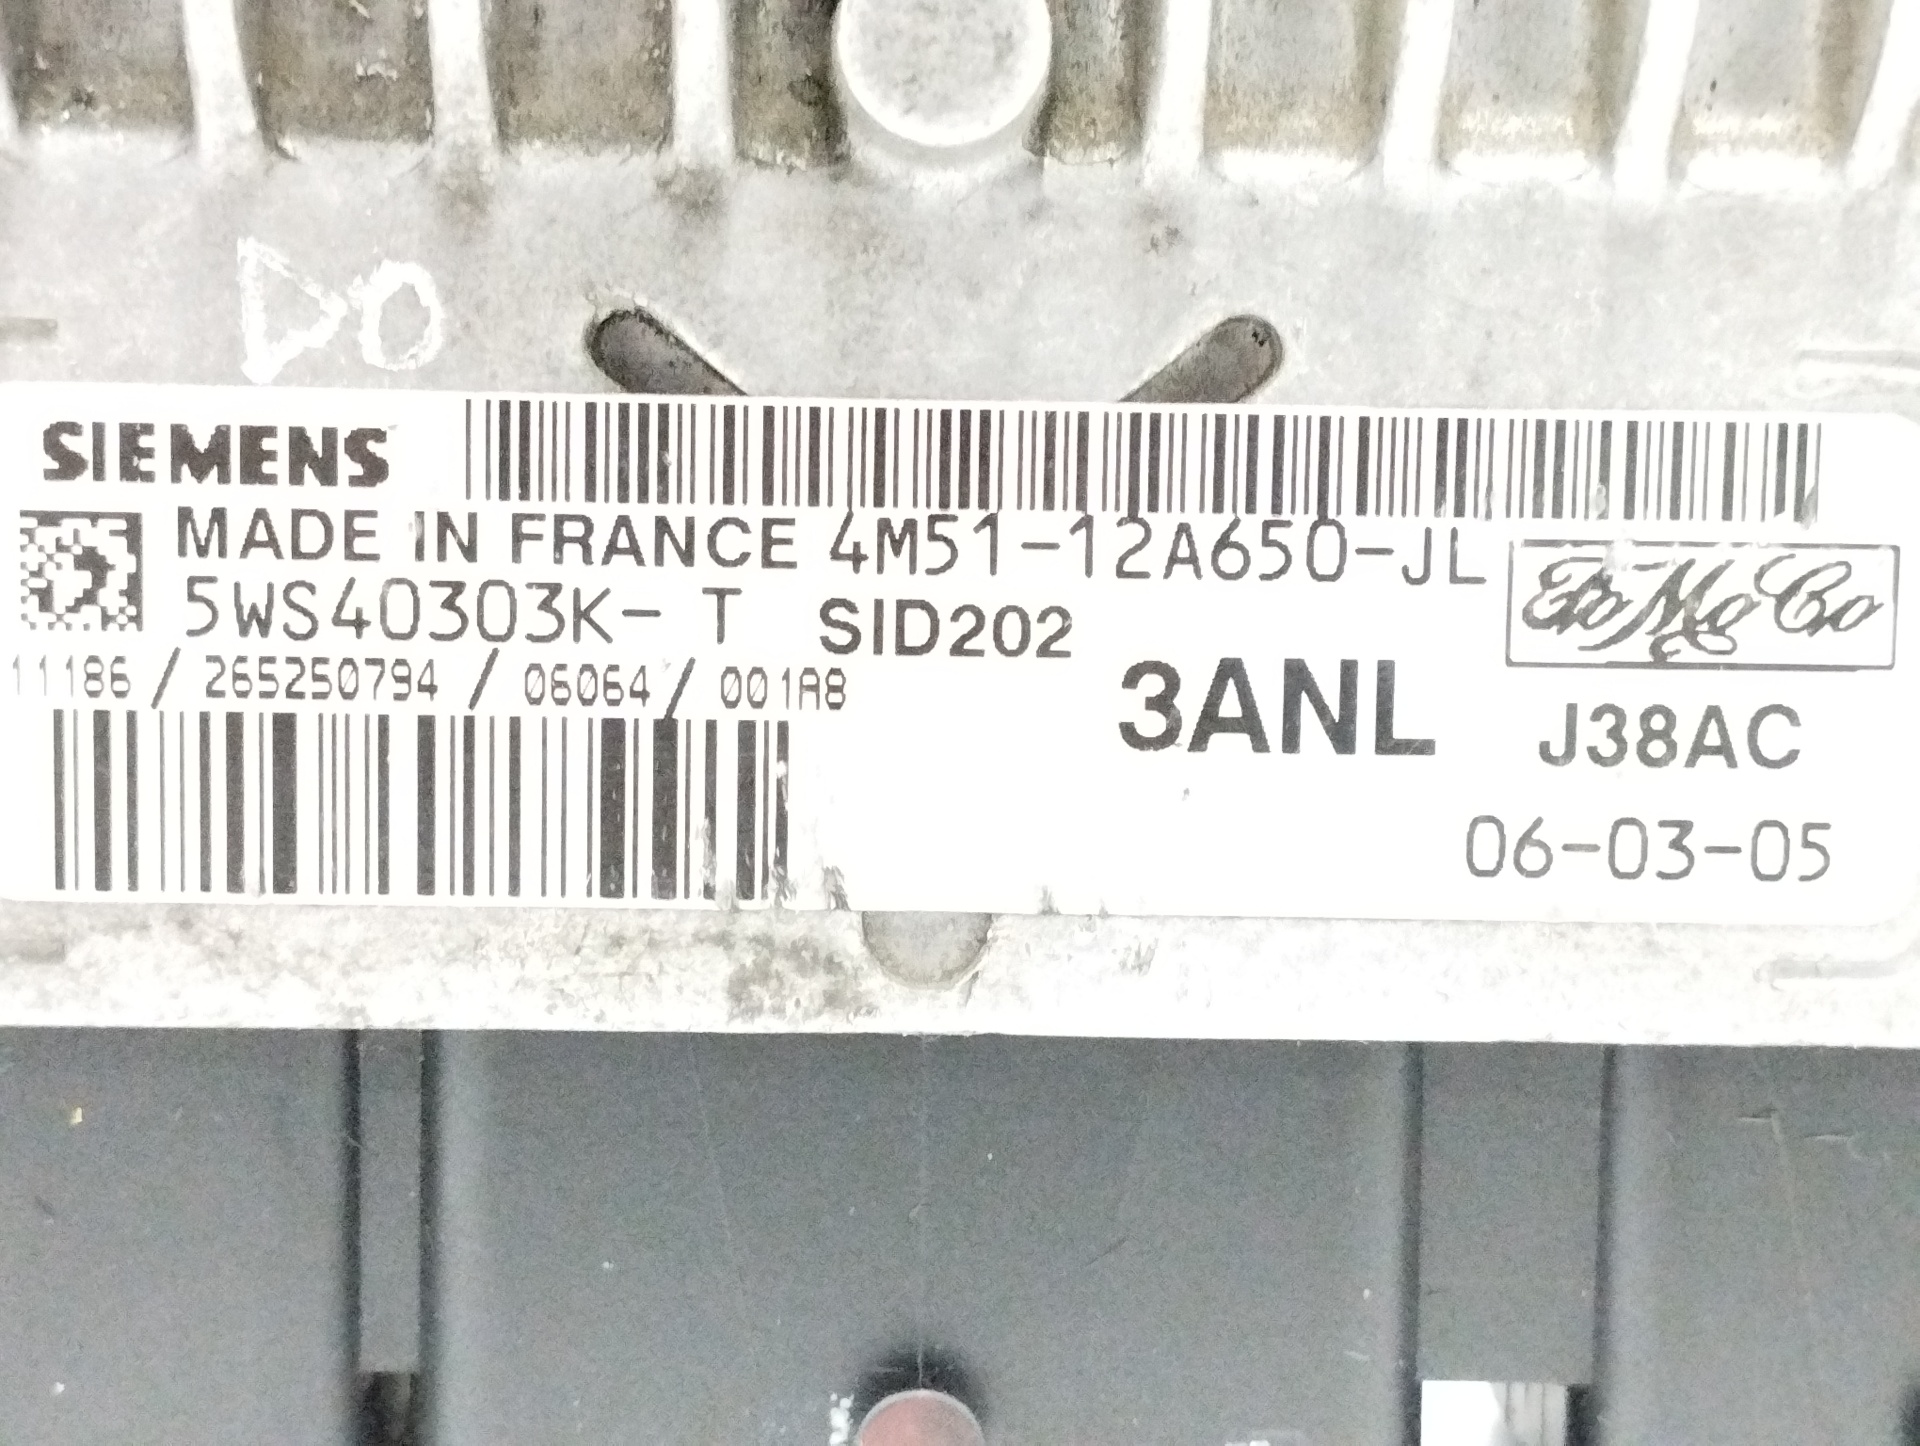 DO
SIEMENS
MADE IN FRANCE 4M51-12A650-JL
FoMoCo
5WS40303K- T SID202
11186 / 265250794 / 06064 / 001A8
3ANL J38AC
06-03-05